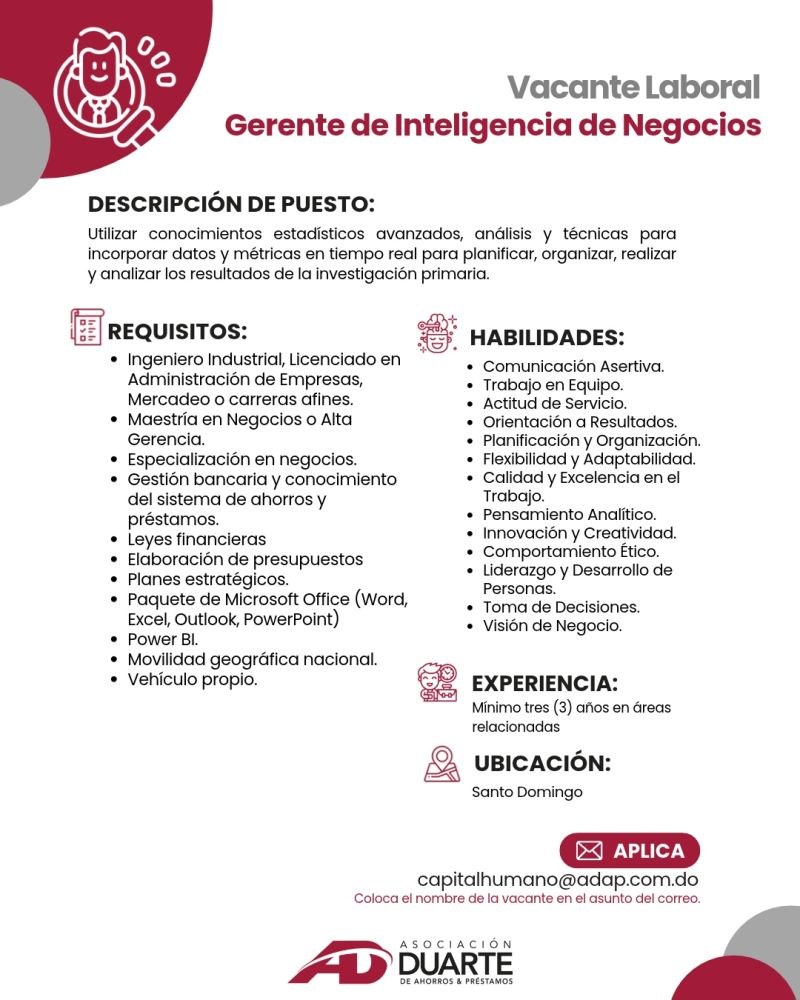 Vacante Laboral
Gerente de Inteligencia de Negocios
DESCRIPCIÓN DE PUESTO:
Utilizar conocimientos estadísticos avanzados, análisis y técnicas para
incorporar datos y métricas en tiempo real para planificar, organizar, realizar
y analizar los resultados de la investigación primaria.
REQUISITOS:
• Ingeniero Industrial, Licenciado en
Administración de Empresas,
Mercadeo o carreras afines.
• Maestría en Negocios o Alta
Gerencia.
• Especialización en negocios.
• Gestión bancaria y conocimiento
del sistema de ahorros y
préstamos.
• Leyes financieras
• Elaboración de presupuestos
• Planes estratégicos.
• Paquete de Microsoft Office (Word,
Excel, Outlook, PowerPoint)
• Power BI.
• Movilidad geográfica nacional.
• Vehículo propio.
HABILIDADES:
• Comunicación Asertiva.
• Trabajo en Equipo.
• Actitud de Servicio.
• Orientación a Resultados.
• Planificación y Organización.
• Flexibilidad y Adaptabilidad.
• Calidad y Excelencia en el
Trabajo.
• Pensamiento Analítico.
• Innovación y Creatividad.
• Comportamiento Ético.
• Liderazgo y Desarrollo de
Personas.
• Toma de Decisiones.
• Visión de Negocio.
EXPERIENCIA:
Mínimo tres (3) años en áreas
relacionadas
UBICACIÓN:
Santo Domingo
APLICA
capitalhumano@adap.com.do
Coloca el nombre de la vacante en el asunto del correo.
AD
ASOCIACIÓN
DUARTE
DE AHORROS & PRÉSTAMOS